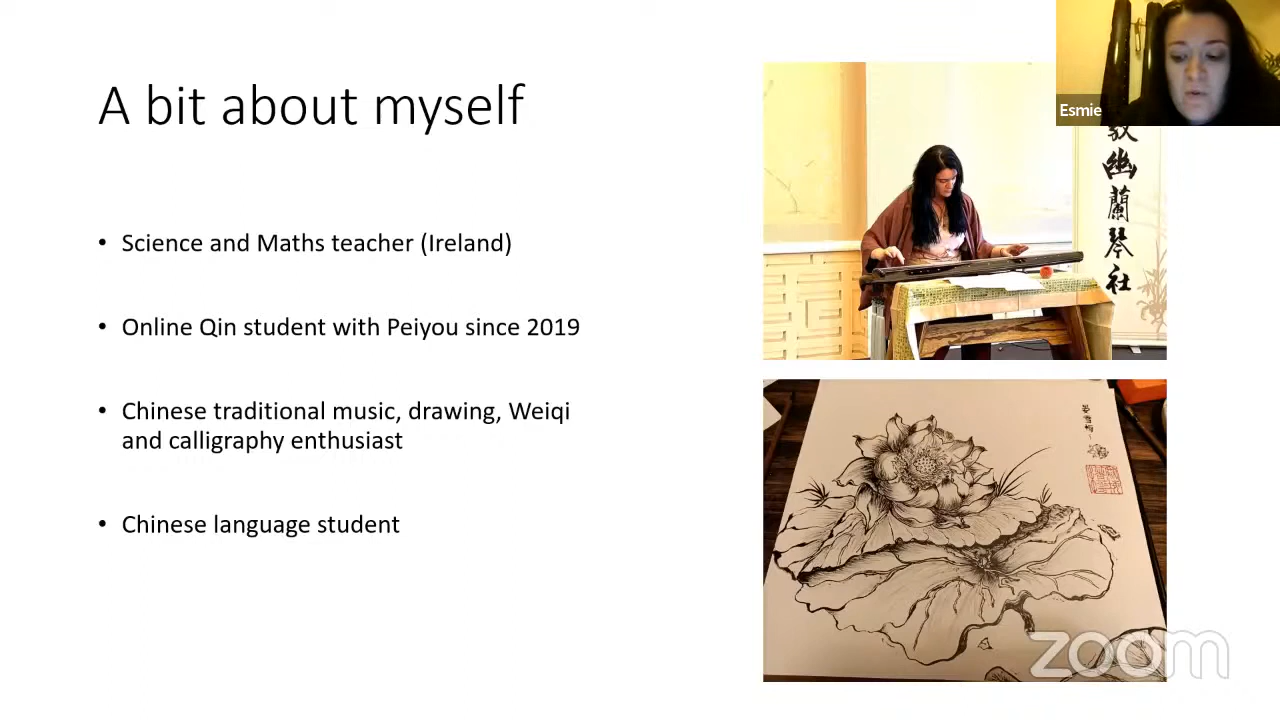 A bit about myself
• Science and Maths teacher (Ireland)
• Online Qin student with Peiyou since 2019
• Chinese traditional music, drawing, Weiqi
and calligraphy enthusiast
• Chinese language student
Esmie
幽蘭琴社
zoom